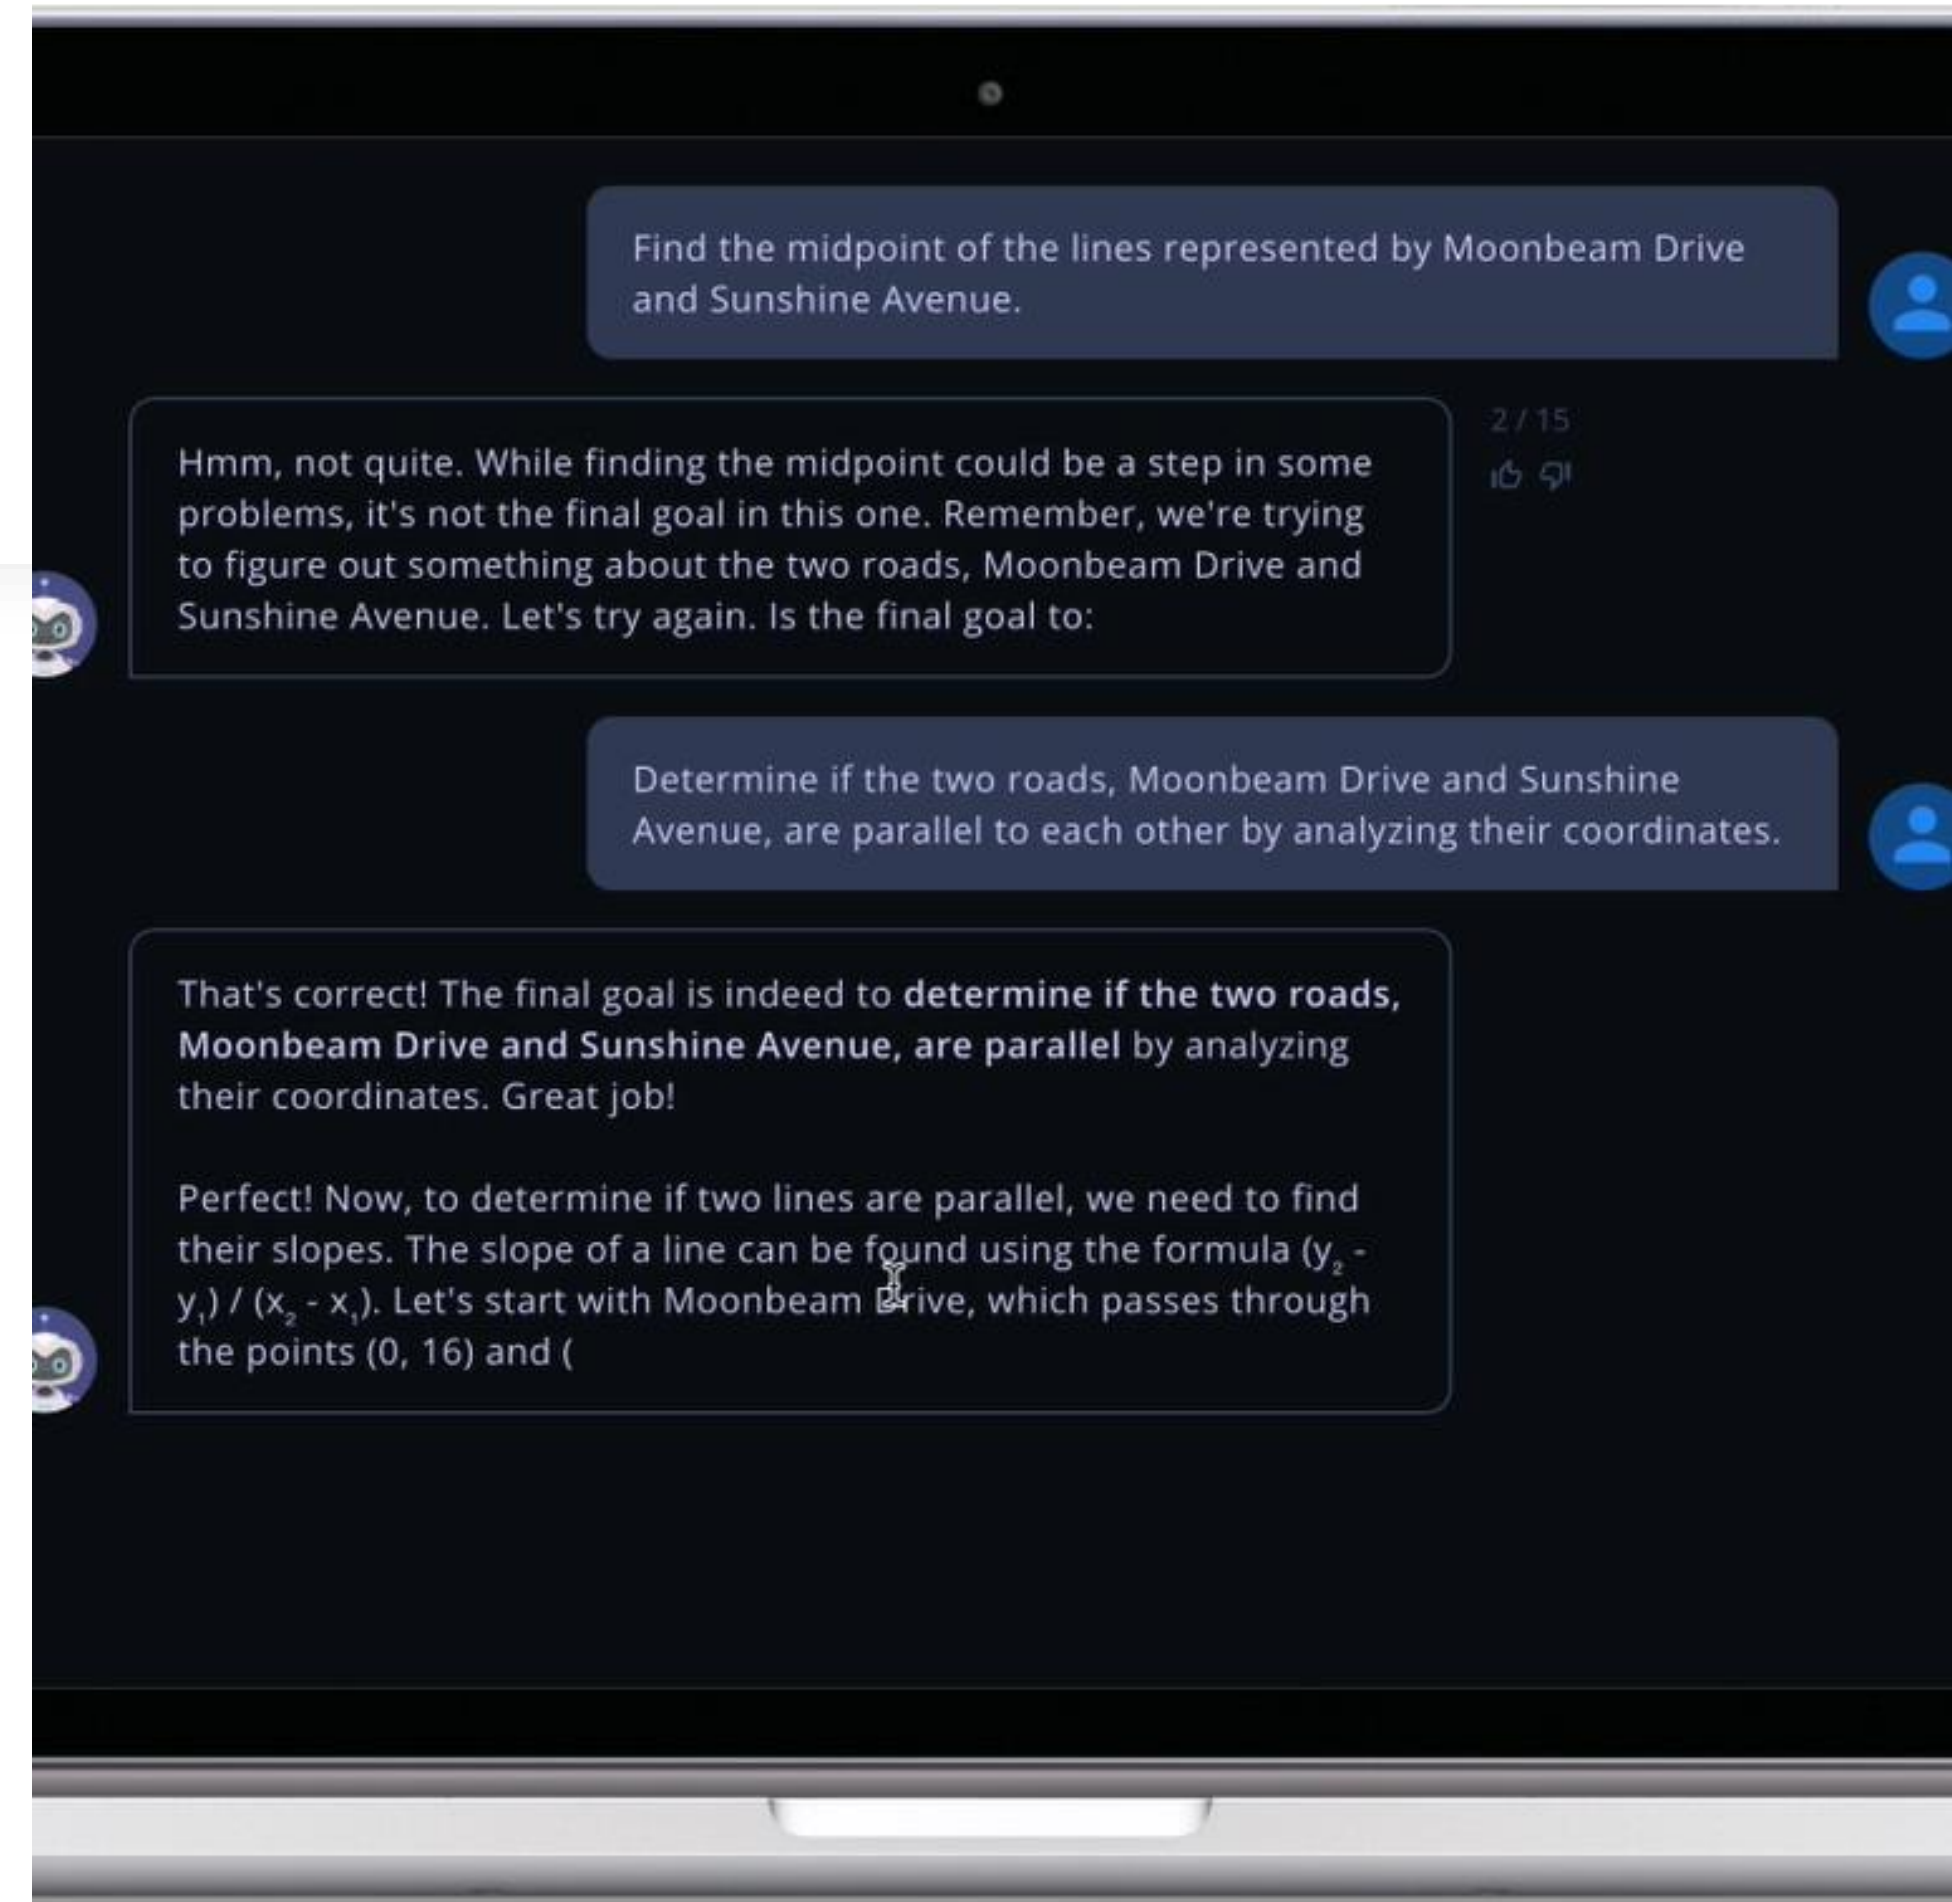 Find the midpoint of the lines represented by Moonbeam Drive
and Sunshine Avenue.
Hmm, not quite. While finding the midpoint could be a step in some
problems, it's not the final goal in this one. Remember, we're trying
to figure out something about the two roads, Moonbeam Drive and
Sunshine Avenue. Let's try again. Is the final goal to:
2 / 15
Determine if the two roads, Moonbeam Drive and Sunshine
Avenue, are parallel to each other by analyzing their coordinates.
That's correct! The final goal is indeed to determine if the two roads,
Moonbeam Drive and Sunshine Avenue, are parallel by analyzing
their coordinates. Great job!
Perfect! Now, to determine if two lines are parallel, we need to find
their slopes. The slope of a line can be found using the formula (y₂ -
y₁) / (x₂ - x₁). Let's start with Moonbeam Drive, which passes through
the points (0, 16) and (